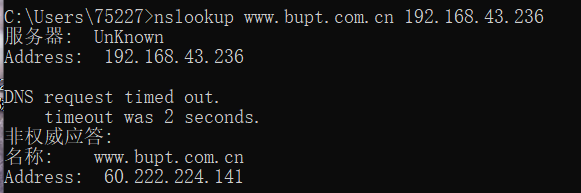 C:\Users\75227>nslookup www.bupt.com.cn 192.168.43.236
服务器:  UnKnown
Address:  192.168.43.236
DNS request timed out.
    timeout was 2 seconds.
非权威应答:
名称:    www.bupt.com.cn
Address:  60.222.224.141